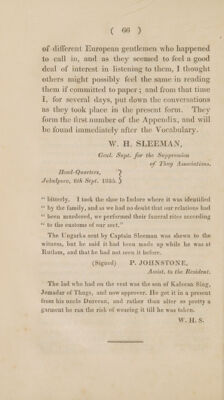 ( 66 )
of different European gentlemen who happened
to call in, and as they seemed to feel a good
deal of interest in listening to them, I thought
others might possibly feel the same in reading
them if committed to paper; and from that time
I, for several days, put down the conversations
as they took place in the present form. They
form the first number of the Appendix, and will
be found immediately after the Vocabulary.
W. H. SLEEMAN,
Genl. Supt. for the Suppression
of Thug Associations.
Head-Quarters,
Jubulpore, 6th Sept. 1835.
" bitterly. I took the clue to Indore where it was identified
" by the family, and as we had no doubt that our relations had
" been murdered, we performed their funeral rites according
" to the customs of our sect."
The Ungurka sent by Captain Sleeman was shewn to the
witness, but he said it had been made up while he was at
Rutlam, and that he had not seen it before.
(Signed) P. JOHNSTONE,
Assist. to the Resident.
The lad who had on the vest was the son of Kaleean Sing,
Jemadar of Thugs, and now approver. He got it in a present
from his uncle Dureean, and rather than alter so pretty a
garment he ran the risk of wearing it till he was taken.
W. H. S.